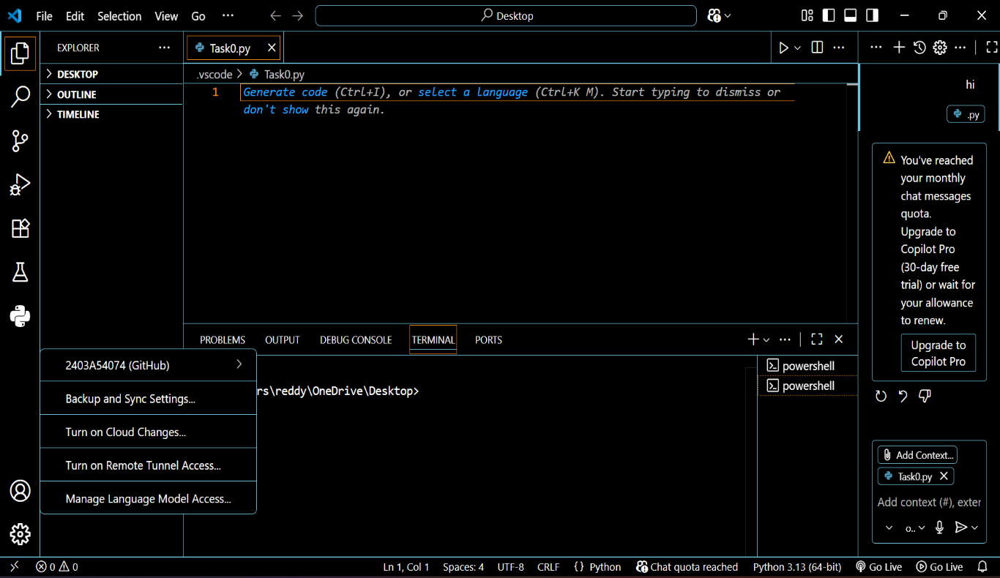 File Edit Selection View Go ···
Desktop
EXPLORER ···
DESKTOP
OUTLINE
TIMELINE
Task0.py
.vscode > Task0.py
1 Generate code (Ctrl+I), or select a language (Ctrl+K M). Start typing to dismiss or
don't show this again.
PROBLEMS OUTPUT DEBUG CONSOLE TERMINAL PORTS
rs\reddy\OneDrive\Desktop>
powershell
powershell
2403A54074 (GitHub)
Backup and Sync Settings...
Turn on Cloud Changes...
Turn on Remote Tunnel Access...
Manage Language Model Access...
hi
.py
You've reached
your monthly
chat messages
quota.
Upgrade to
Copilot Pro
(30-day free
trial) or wait for
your allowance
to renew.
Upgrade to
Copilot Pro
Add Context...
Task0.py
Add context (#), exter
o..
0 0
Ln 1, Col 1 Spaces: 4 UTF-8 CRLF {} Python Chat quota reached Python 3.13 (64-bit) Go Live Go Live